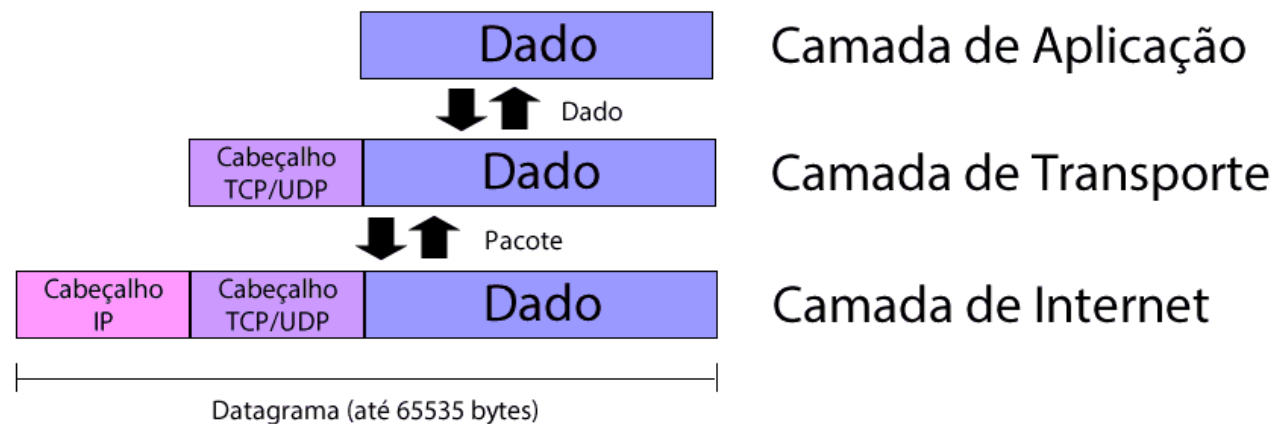 Dado
Camada de Aplicação
Dado
Cabeçalho
TCP/UDP
Dado
Camada de Transporte
Pacote
Cabeçalho
IP
Cabeçalho
TCP/UDP
Dado
Camada de Internet
Datagrama (até 65535 bytes)